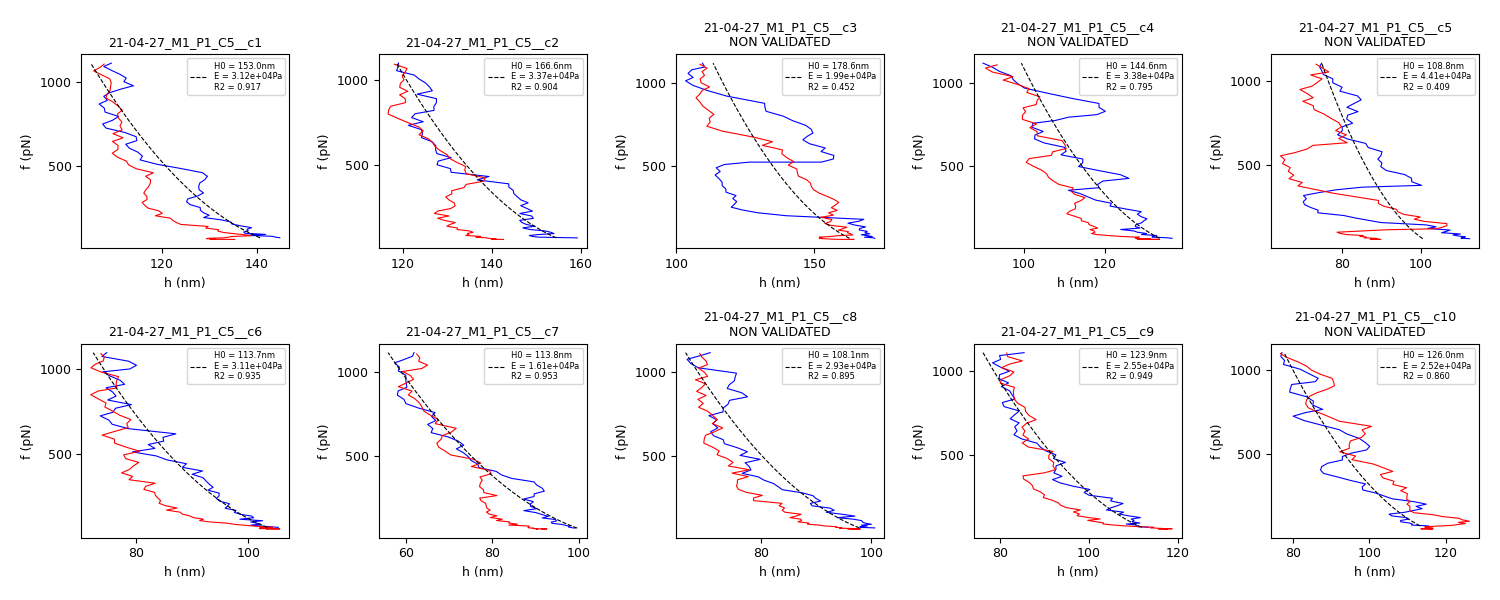 21-04-27_M1_P1_C5__c1
H0 = 153.0nm
E = 3.12e+04Pa
R2 = 0.917
1000
500
f (pN)
120
140
h (nm)
21-04-27_M1_P1_C5__c2
H0 = 166.6nm
E = 3.37e+04Pa
R2 = 0.904
1000
500
f (pN)
120
140
160
h (nm)
21-04-27_M1_P1_C5__c3
NON VALIDATED
H0 = 178.6nm
E = 1.99e+04Pa
R2 = 0.452
1000
500
f (pN)
100
150
h (nm)
21-04-27_M1_P1_C5__c4
NON VALIDATED
H0 = 144.6nm
E = 3.38e+04Pa
R2 = 0.795
1000
500
f (pN)
100
120
h (nm)
21-04-27_M1_P1_C5__c5
NON VALIDATED
H0 = 108.8nm
E = 4.41e+04Pa
R2 = 0.409
1000
500
f (pN)
80
100
h (nm)
21-04-27_M1_P1_C5__c6
H0 = 113.7nm
E = 3.11e+04Pa
R2 = 0.935
1000
500
f (pN)
80
100
h (nm)
21-04-27_M1_P1_C5__c7
H0 = 113.8nm
E = 1.61e+04Pa
R2 = 0.953
1000
500
f (pN)
60
80
100
h (nm)
21-04-27_M1_P1_C5__c8
NON VALIDATED
H0 = 108.1nm
E = 2.93e+04Pa
R2 = 0.895
1000
500
f (pN)
80
100
h (nm)
21-04-27_M1_P1_C5__c9
H0 = 123.9nm
E = 2.55e+04Pa
R2 = 0.949
1000
500
f (pN)
80
100
120
h (nm)
21-04-27_M1_P1_C5__c10
NON VALIDATED
H0 = 126.0nm
E = 2.52e+04Pa
R2 = 0.860
1000
500
f (pN)
80
100
120
h (nm)